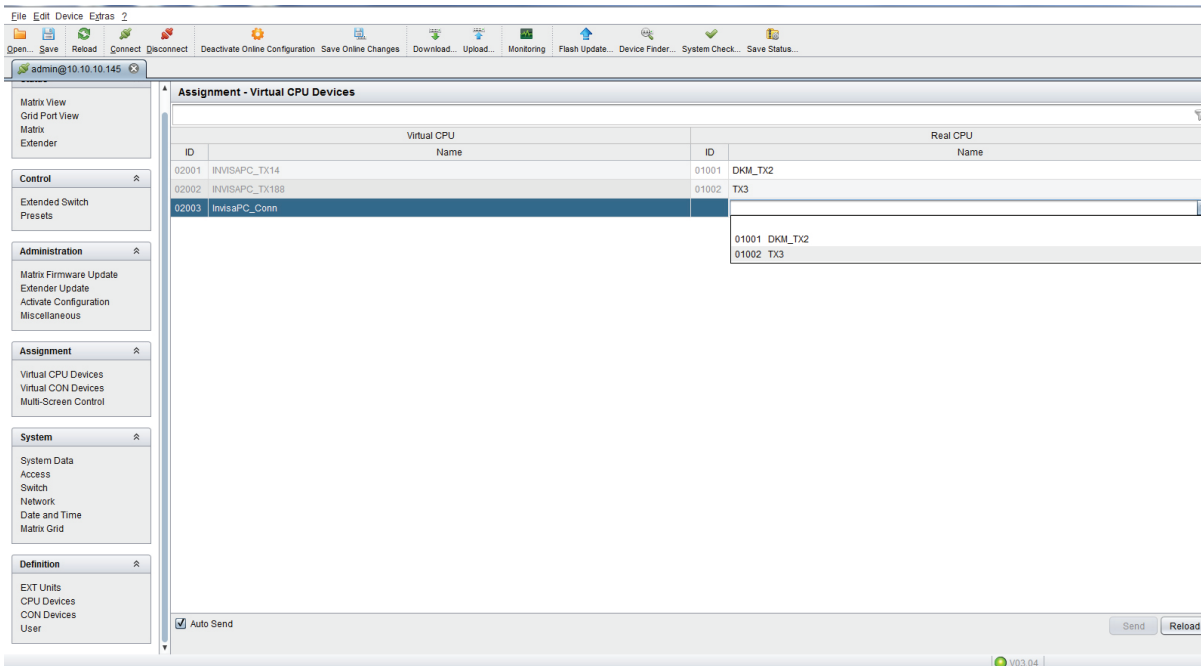 File Edit Device Extras ?
Open... Save Reload Connect Disconnect Deactivate Online Configuration Save Online Changes Download... Upload... Monitoring Flash Update... Device Finder... System Check... Save Status...
admin@10.10.10.145
Status
Matrix View
Grid Port View
Matrix
Extender
Control
Extended Switch
Presets
Administration
Matrix Firmware Update
Extender Update
Activate Configuration
Miscellaneous
Assignment
Virtual CPU Devices
Virtual CON Devices
Multi-Screen Control
System
System Data
Access
Switch
Network
Date and Time
Matrix Grid
Definition
EXT Units
CPU Devices
CON Devices
User
Assignment - Virtual CPU Devices
Virtual CPU Real CPU
ID Name ID Name
02001 INVISAPC_TX14 01001 DKM_TX2
02002 INVISAPC_TX188 01002 TX3
02003 InvisaPC_Conn
01001 DKM_TX2
01002 TX3
Auto Send Send Reload
V03.04